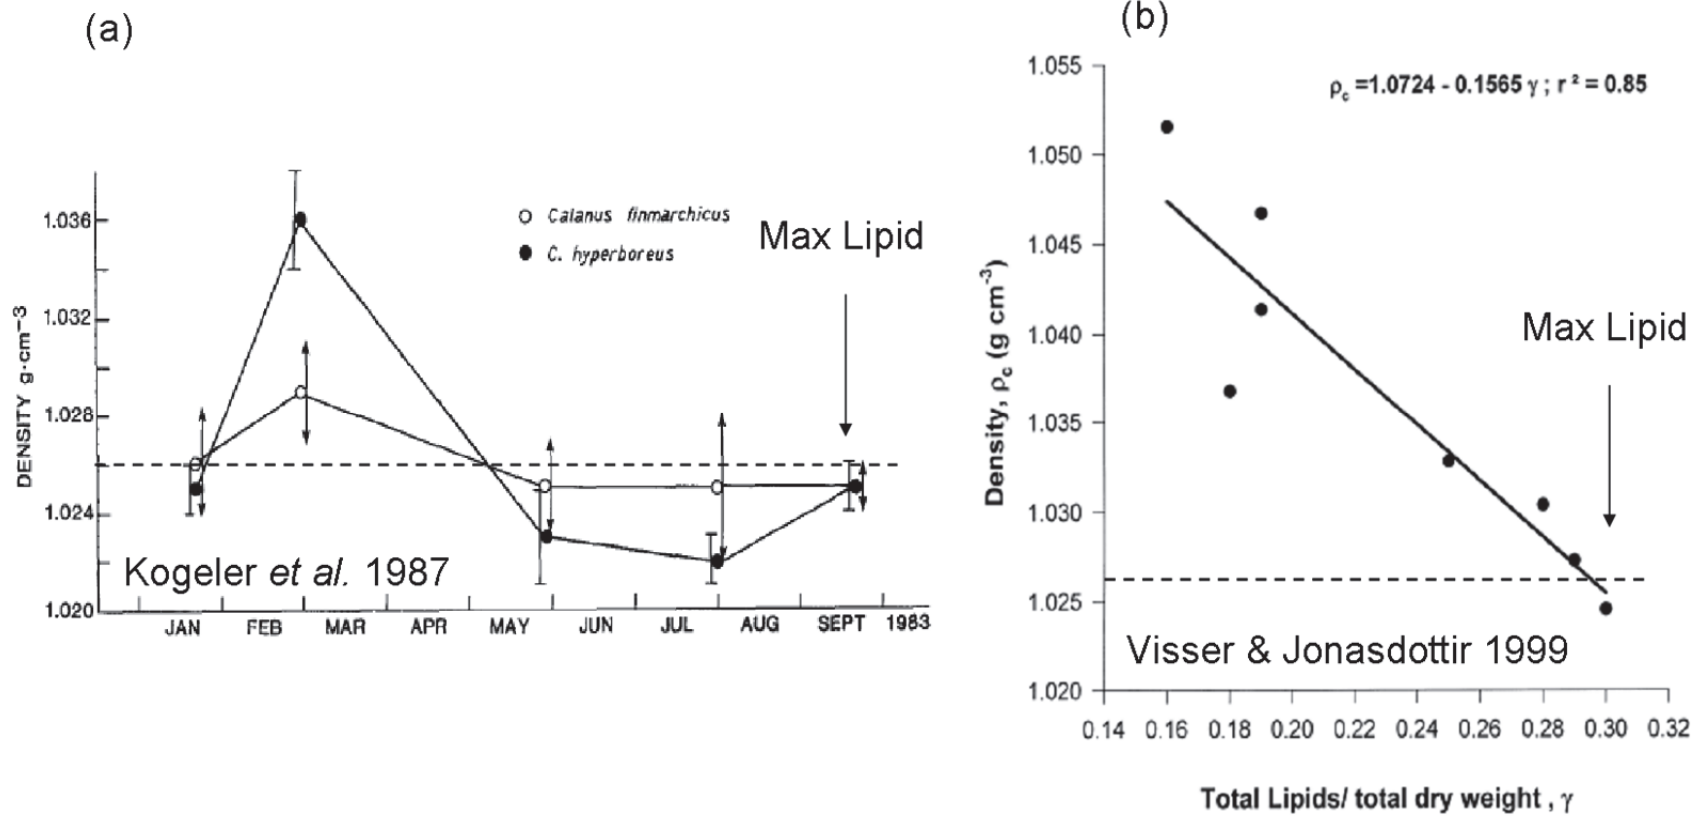 (a)
Calanus finmarchicus
C. hyperboreus
Max Lipid
1.036
1.032
1.028
1.024
1.020
DENSITY g·cm⁻³
Kogeler et al. 1987
JAN FEB MAR APR MAY JUN JUL AUG SEPT 1983
(b)
ρc =1.0724 - 0.1565 γ ; r² = 0.85
Max Lipid
1.055
1.050
1.045
1.040
1.035
1.030
1.025
1.020
Density, ρc (g cm⁻³)
Visser & Jonasdottir 1999
0.14 0.16 0.18 0.20 0.22 0.24 0.26 0.28 0.30 0.32
Total Lipids/ total dry weight , γ